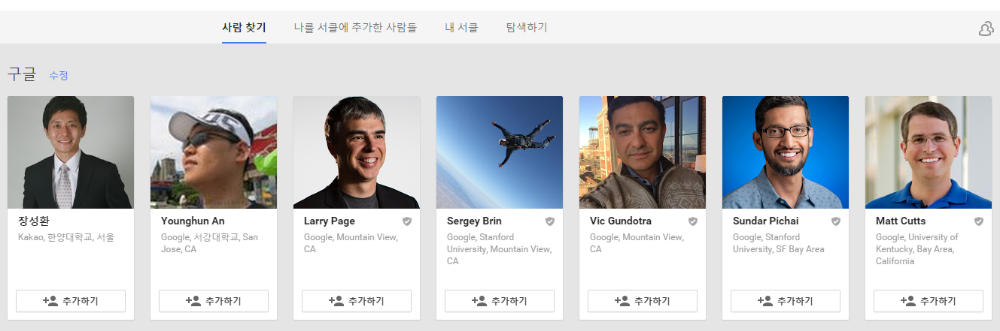 사람 찾기 나를 서클에 추가한 사람들 내 서클 탐색하기
구글 수정
장성환
Kakao, 한양대학교, 서울
추가하기
Younghun An
Google, 서강대학교, San
Jose, CA
추가하기
Larry Page
Google, Mountain View,
CA
추가하기
Sergey Brin
Google, Stanford
University, Mountain View,
CA
추가하기
Vic Gundotra
Google, Mountain View,
CA
추가하기
Sundar Pichai
Google, Stanford
University, SF Bay Area
추가하기
Matt Cutts
Google, University of
Kentucky, Bay Area,
California
추가하기